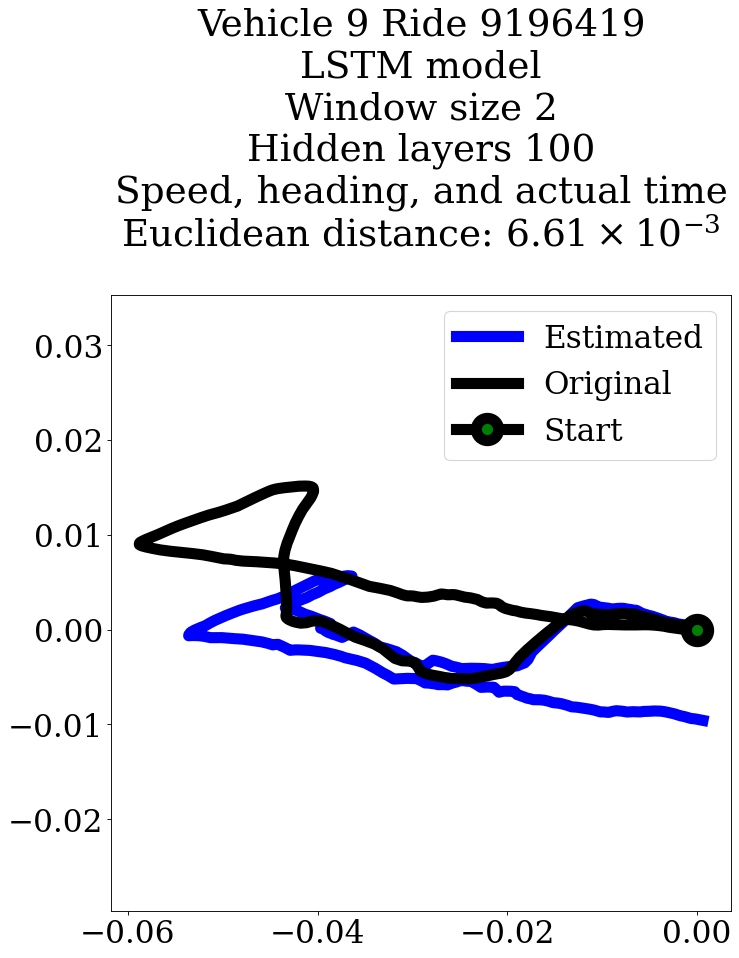 Vehicle 9 Ride 9196419
LSTM model
Window size 2
Hidden layers 100
Speed, heading, and actual time
Euclidean distance: 6.61 × 10⁻³
Estimated
Original
Start
0.03
0.02
0.01
0.00
−0.01
−0.02
−0.06 −0.04 −0.02 0.00